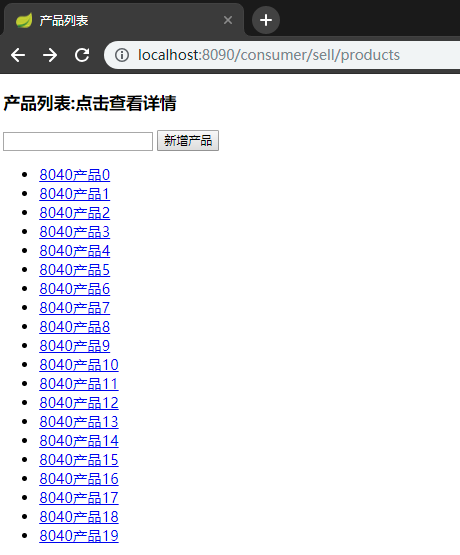 产品列表
localhost:8090/consumer/sell/products
产品列表:点击查看详情
新增产品
8040产品0
8040产品1
8040产品2
8040产品3
8040产品4
8040产品5
8040产品6
8040产品7
8040产品8
8040产品9
8040产品10
8040产品11
8040产品12
8040产品13
8040产品14
8040产品15
8040产品16
8040产品17
8040产品18
8040产品19